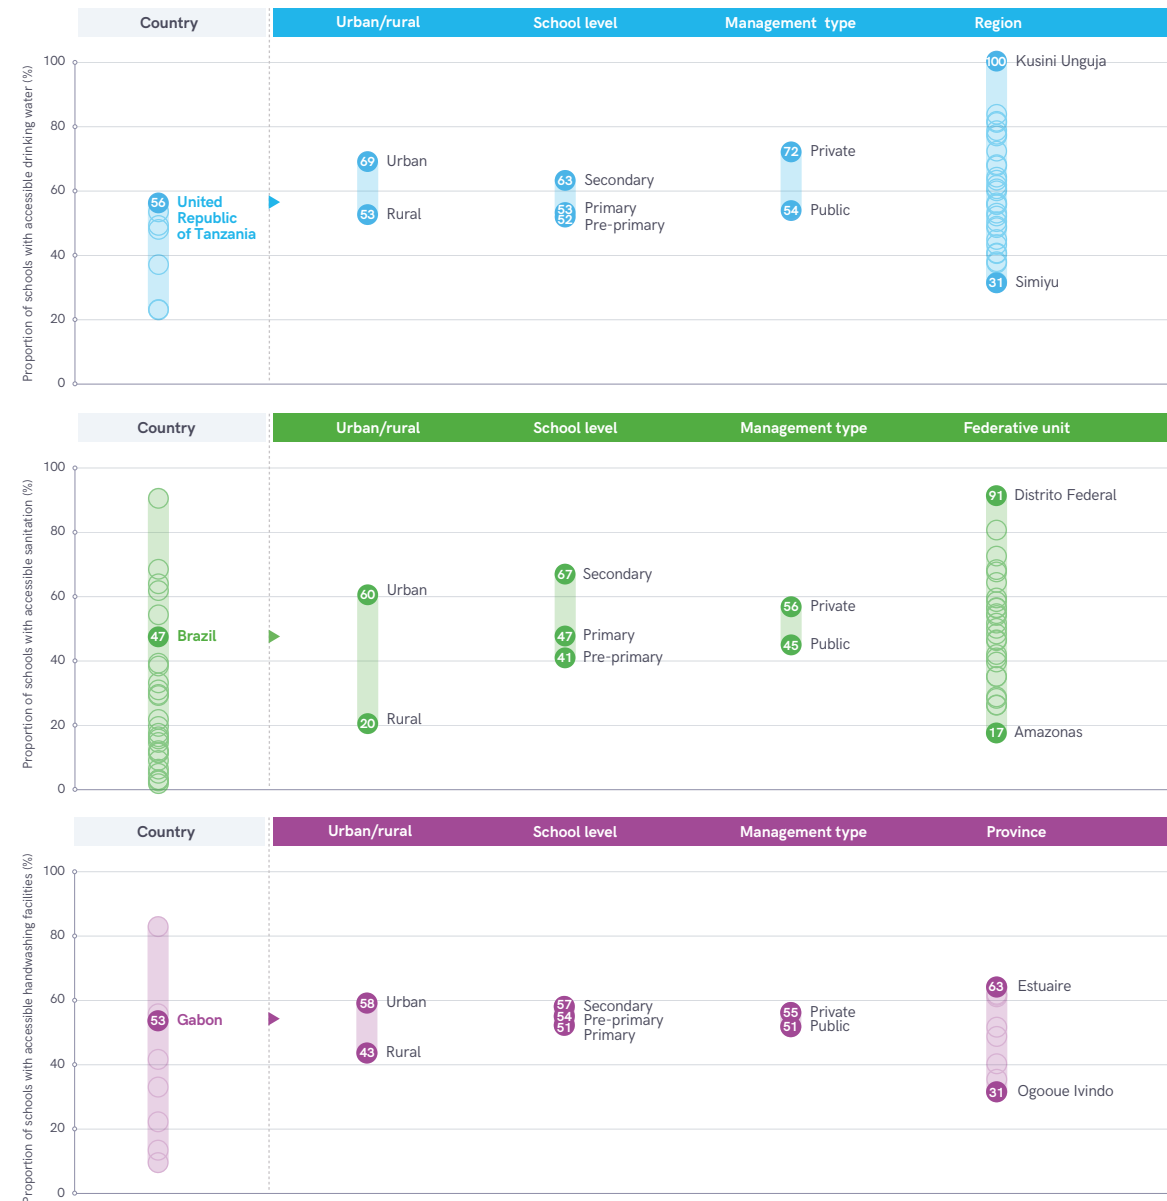 Country
Urban/rural
School level
Management type
Region
Proportion of schools with accessible drinking water (%)
100
80
60
40
20
0
56
United
Republic
of Tanzania
69 Urban
53 Rural
63 Secondary
53 Primary
52 Pre-primary
72 Private
54 Public
100 Kusini Unguja
31 Simiyu
Country
Urban/rural
School level
Management type
Federative unit
Proportion of schools with accessible sanitation (%)
100
80
60
40
20
0
47 Brazil
60 Urban
20 Rural
67 Secondary
47 Primary
41 Pre-primary
56 Private
45 Public
91 Distrito Federal
17 Amazonas
Country
Urban/rural
School level
Management type
Province
Proportion of schools with accessible handwashing facilities (%)
100
80
60
40
20
0
53 Gabon
58 Urban
43 Rural
57 Secondary
54 Pre-primary
51 Primary
55 Private
51 Public
63 Estuaire
31 Ogooue Ivindo